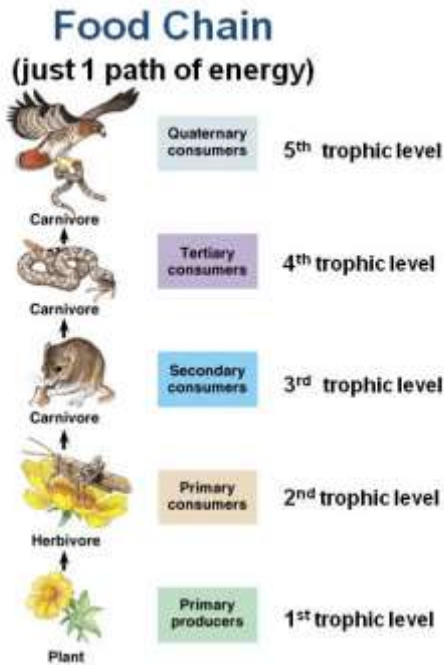 Food Chain
(just 1 path of energy)
Quaternary
consumers
5th trophic level
Carnivore
Tertiary
consumers
4th trophic level
Carnivore
Secondary
consumers
3rd trophic level
Carnivore
Primary
consumers
2nd trophic level
Herbivore
Primary
producers
1st trophic level
Plant